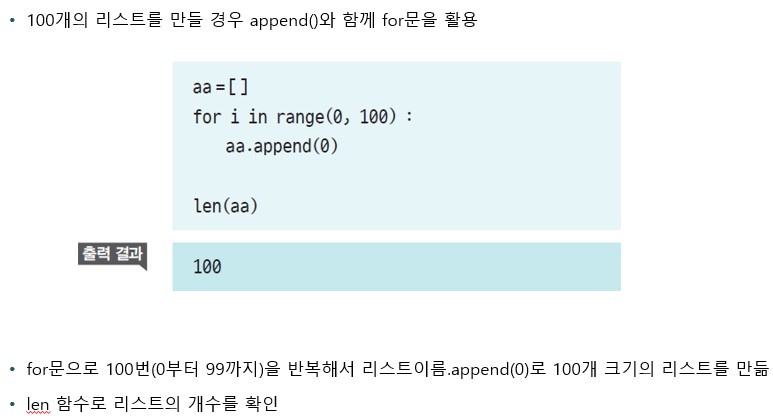 • 100개의 리스트를 만들 경우 append()와 함께 for문을 활용
aa=[]
for i in range(0, 100) :
    aa.append(0)
len(aa)
출력 결과
100
• for문으로 100번(0부터 99까지)을 반복해서 리스트이름.append(0)로 100개 크기의 리스트를 만듦
• len 함수로 리스트의 개수를 확인